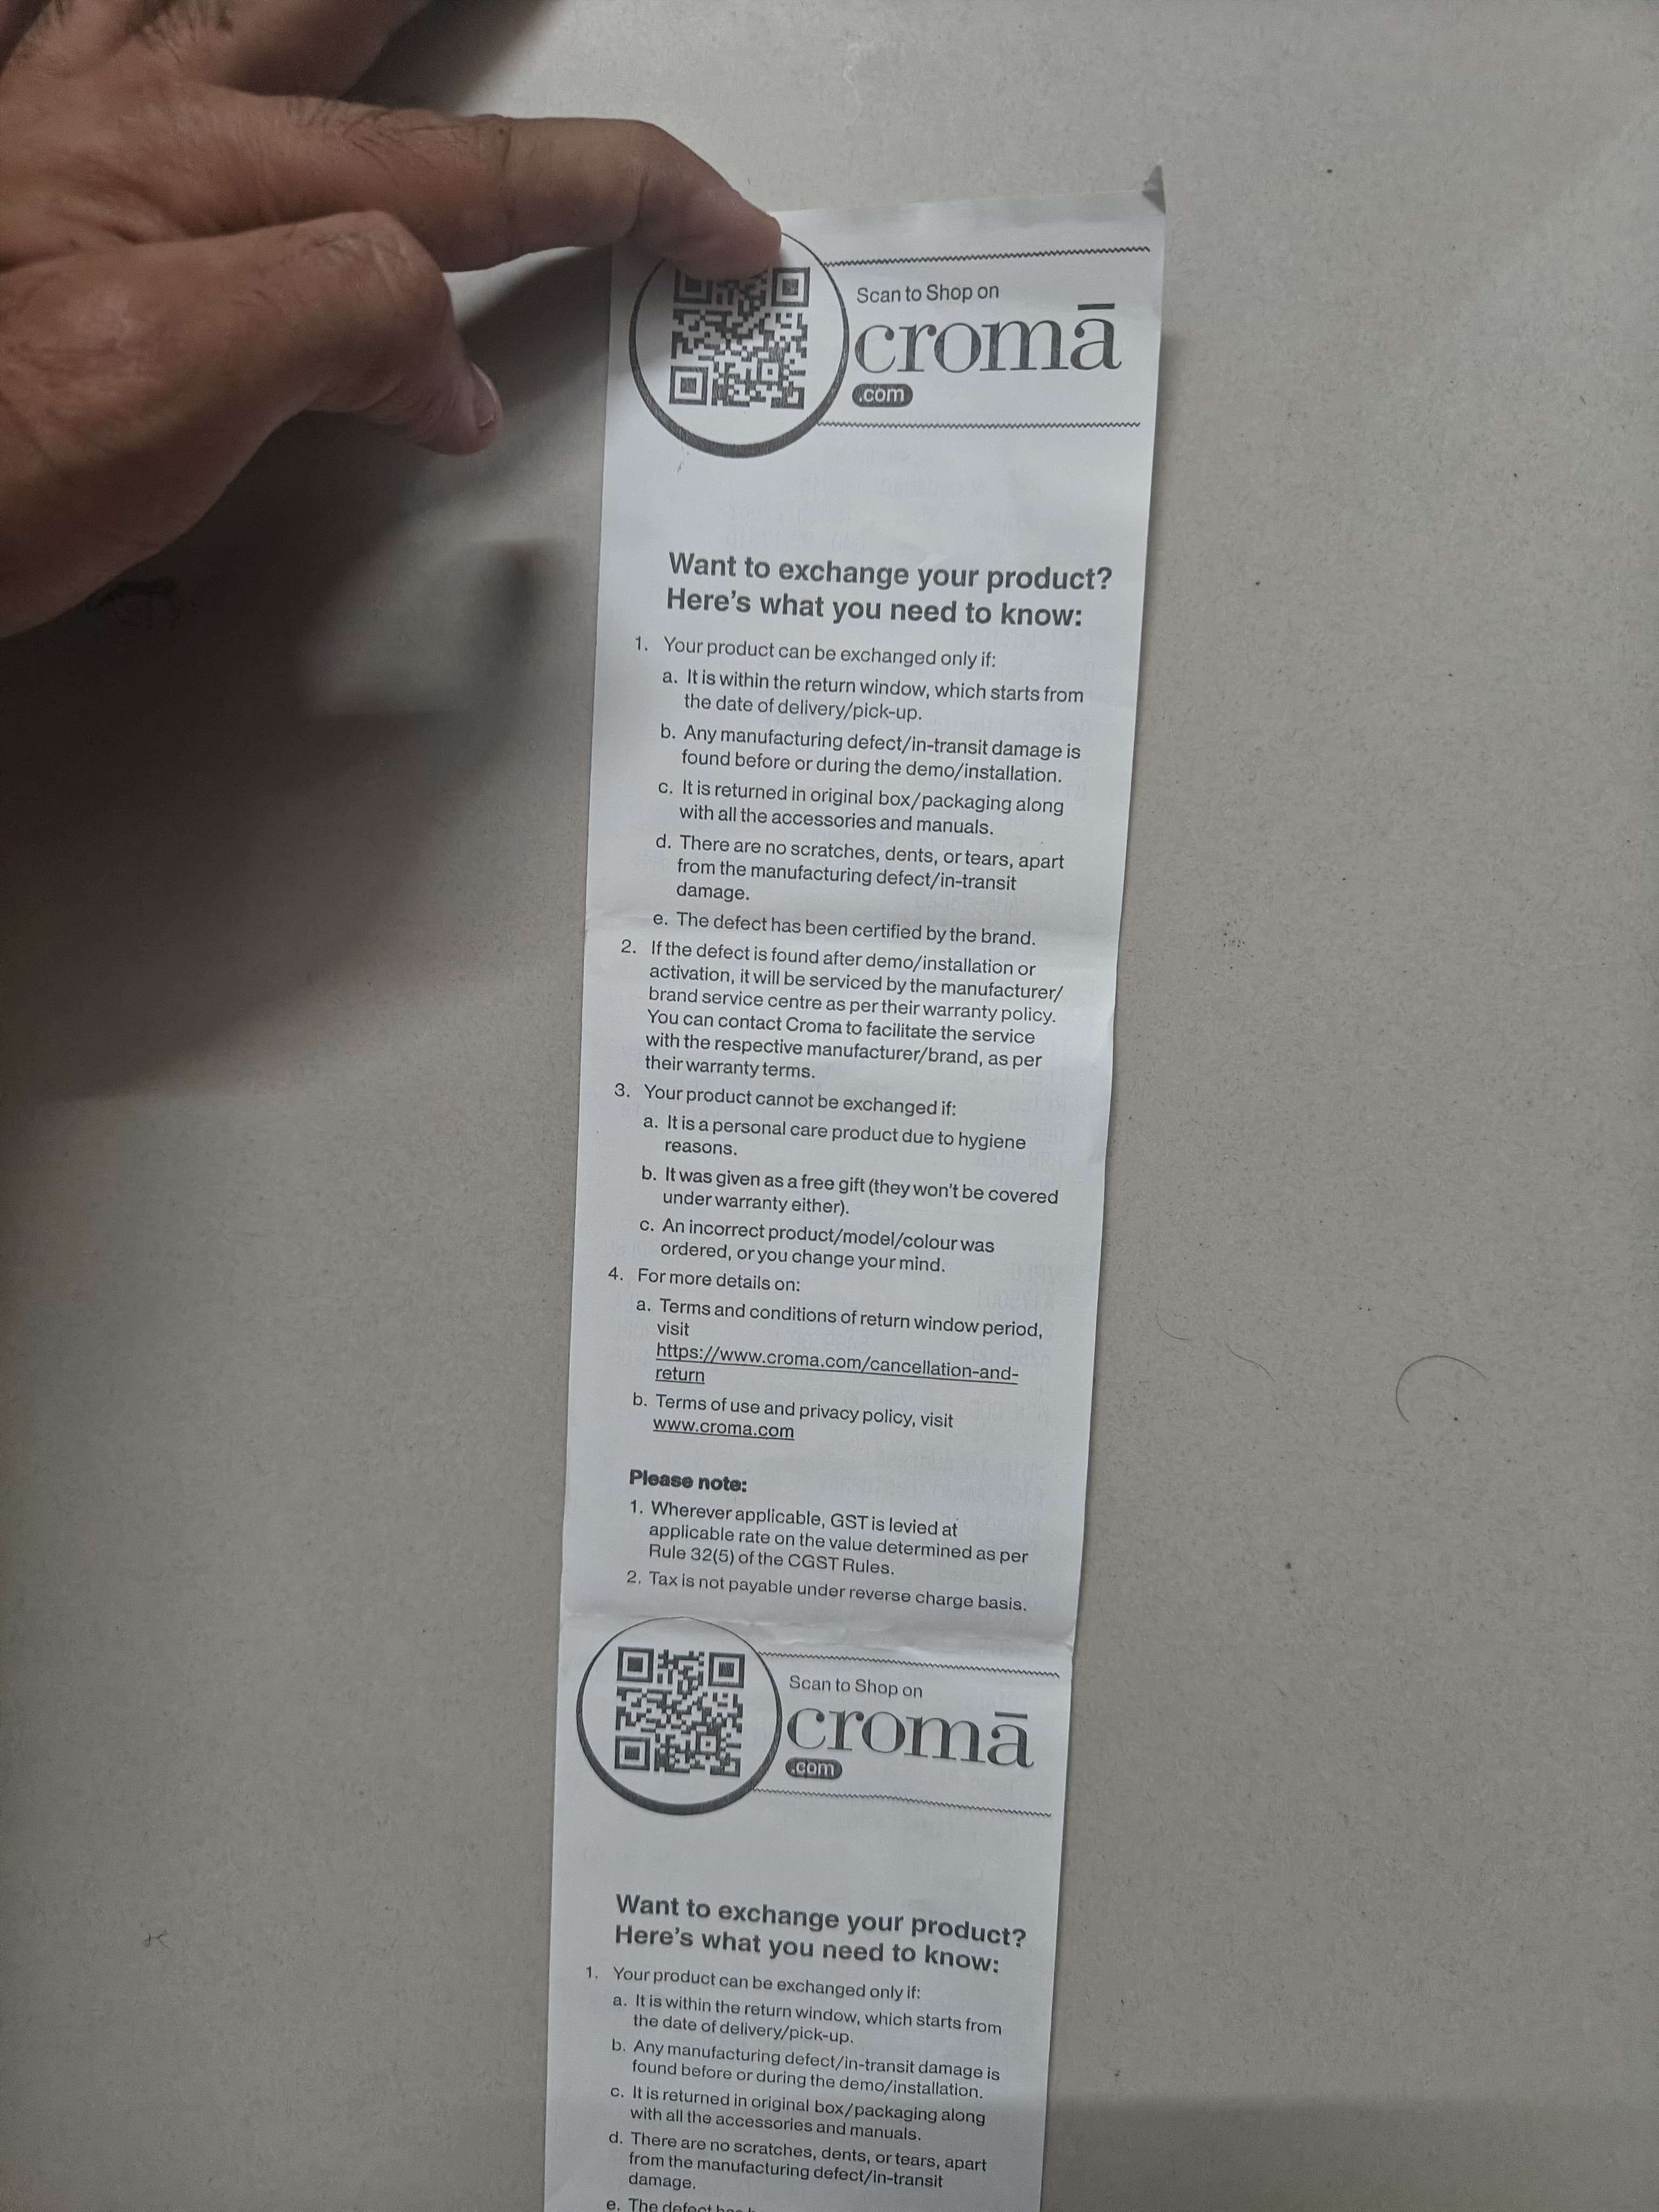 Scan to Shop on
cromā
.com
Want to exchange your product?
Here's what you need to know:
1. Your product can be exchanged only if:
a. It is within the return window, which starts from
the date of delivery/pick-up.
b. Any manufacturing defect/in-transit damage is
found before or during the demo/installation.
c. It is returned in original box/packaging along
with all the accessories and manuals.
d. There are no scratches, dents, or tears, apart
from the manufacturing defect/in-transit
damage.
e. The defect has been certified by the brand.
2. If the defect is found after demo/installation or
activation, it will be serviced by the manufacturer/
brand service centre as per their warranty policy.
You can contact Croma to facilitate the service
with the respective manufacturer/brand, as per
their warranty terms.
3. Your product cannot be exchanged if:
a. It is a personal care product due to hygiene
reasons.
b. It was given as a free gift (they won't be covered
under warranty either).
c. An incorrect product/model/colour was
ordered, or you change your mind.
4. For more details on:
a. Terms and conditions of return window period,
visit
https://www.croma.com/cancellation-and-
return
b. Terms of use and privacy policy, visit
www.croma.com
Please note:
1. Wherever applicable, GST is levied at
applicable rate on the value determined as per
Rule 32(5) of the CGST Rules.
2. Tax is not payable under reverse charge basis.
Scan to Shop on
cromā
.com
Want to exchange your product?
Here's what you need to know:
1. Your product can be exchanged only if:
a. It is within the return window, which starts from
the date of delivery/pick-up.
b. Any manufacturing defect/in-transit damage is
found before or during the demo/installation.
c. It is returned in original box/packaging along
with all the accessories and manuals.
d. There are no scratches, dents, or tears, apart
from the manufacturing defect/in-transit
damage.
e. The defect